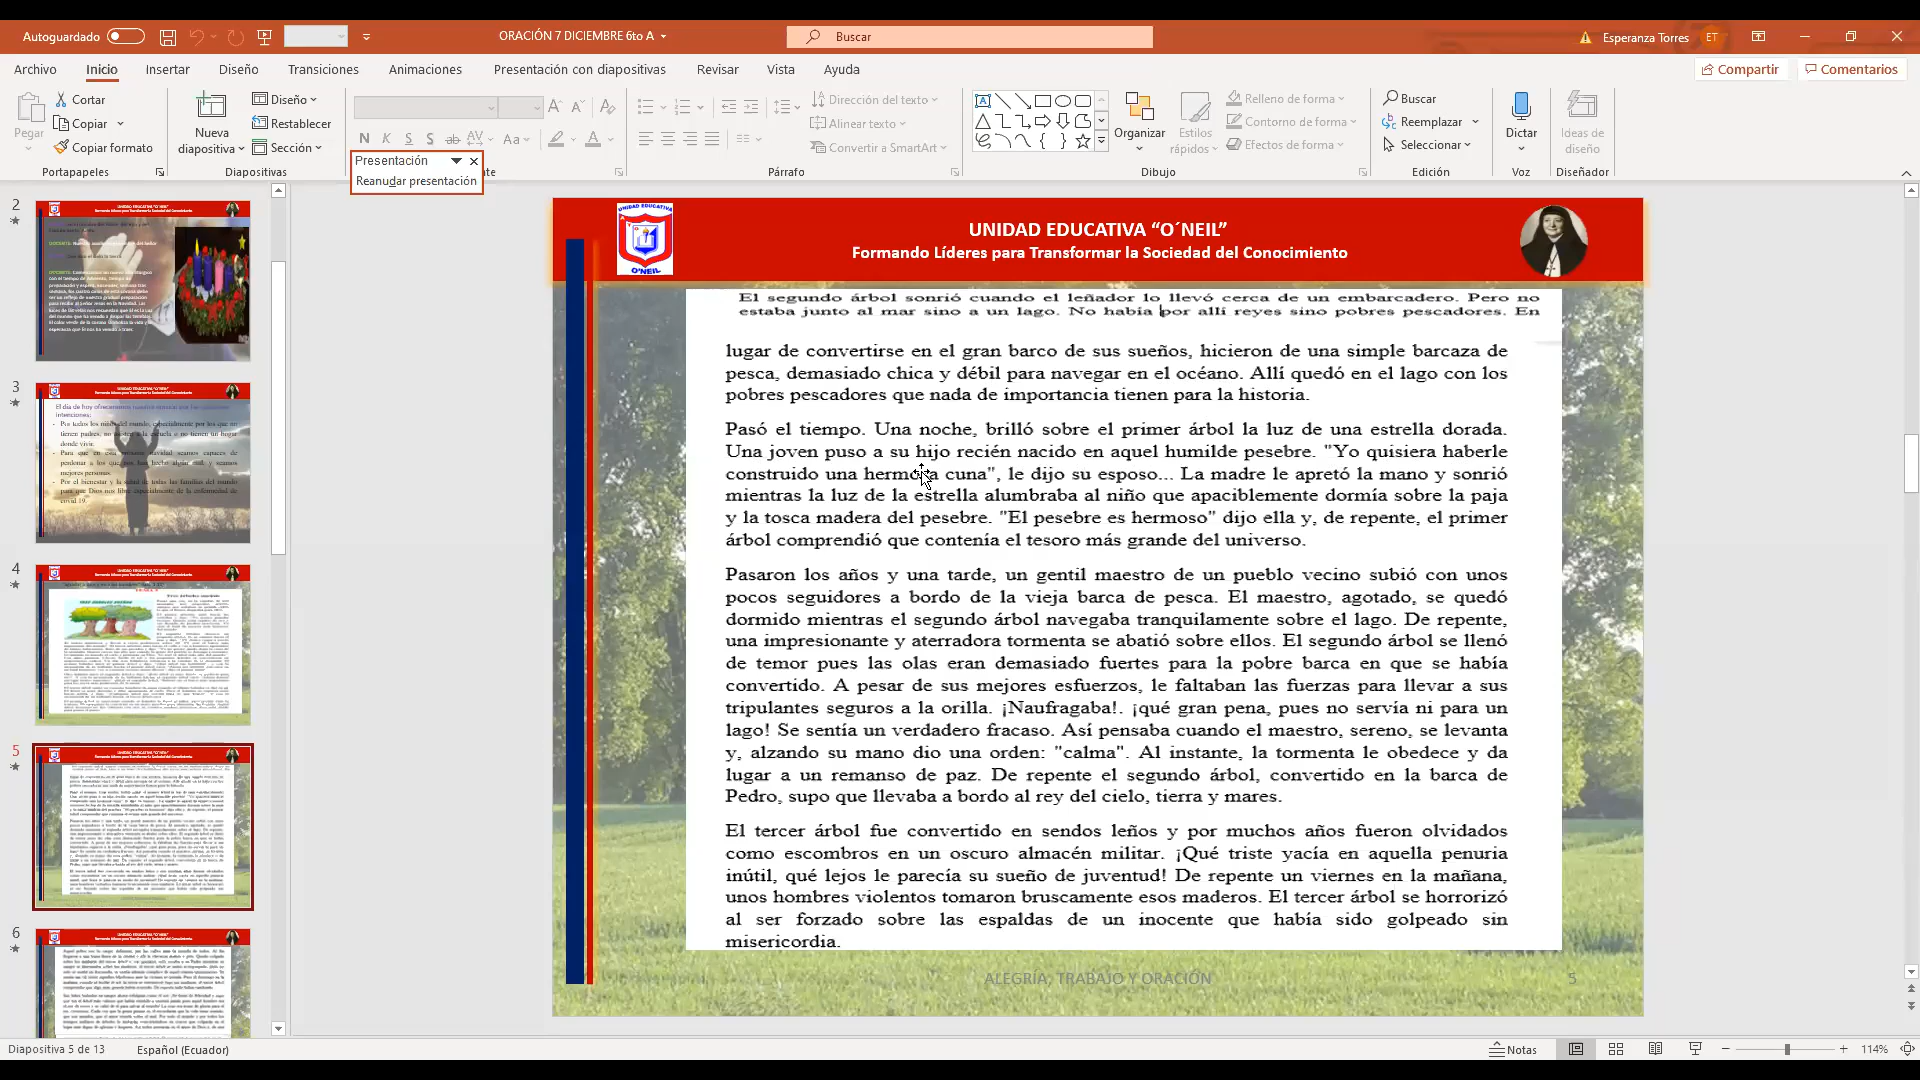 Autoguardado
ORACIÓN 7 DICIEMBRE 6to A
Buscar
Esperanza Torres
ET
Archivo
Inicio
Insertar
Diseño
Transiciones
Animaciones
Presentación con diapositivas
Revisar
Vista
Ayuda
Compartir
Comentarios
Pegar
Cortar
Copiar
Copiar formato
Portapapeles
Nueva
diapositiva
Diseño
Restablecer
Sección
Diapositivas
N K S S ab AV Aa A
Presentación
Reanudar presentación
Dirección del texto
Alinear texto
Convertir a SmartArt
Párrafo
Organizar
Estilos
rápidos
Relleno de forma
Contorno de forma
Efectos de forma
Dibujo
Buscar
Reemplazar
Seleccionar
Edición
Dictar
Voz
Ideas de
diseño
Diseñador
2
3
4
5
6
UNIDAD EDUCATIVA
O'NEIL
UNIDAD EDUCATIVA “O´NEIL”
Formando Líderes para Transformar la Sociedad del Conocimiento
El segundo árbol sonrió cuando el leñador lo llevó cerca de un embarcadero. Pero no
estaba junto al mar sino a un lago. No había por allí reyes sino pobres pescadores. En
lugar de convertirse en el gran barco de sus sueños, hicieron de una simple barcaza de
pesca, demasiado chica y débil para navegar en el océano. Allí quedó en el lago con los
pobres pescadores que nada de importancia tienen para la historia.
Pasó el tiempo. Una noche, brilló sobre el primer árbol la luz de una estrella dorada.
Una joven puso a su hijo recién nacido en aquel humilde pesebre. "Yo quisiera haberle
construido una hermosa cuna", le dijo su esposo... La madre le apretó la mano y sonrió
mientras la luz de la estrella alumbraba al niño que apaciblemente dormía sobre la paja
y la tosca madera del pesebre. "El pesebre es hermoso" dijo ella y, de repente, el primer
árbol comprendió que contenía el tesoro más grande del universo.
Pasaron los años y una tarde, un gentil maestro de un pueblo vecino subió con unos
pocos seguidores a bordo de la vieja barca de pesca. El maestro, agotado, se quedó
dormido mientras el segundo árbol navegaba tranquilamente sobre el lago. De repente,
una impresionante y aterradora tormenta se abatió sobre ellos. El segundo árbol se llenó
de temor pues las olas eran demasiado fuertes para la pobre barca en que se había
convertido. A pesar de sus mejores esfuerzos, le faltaban las fuerzas para llevar a sus
tripulantes seguros a la orilla. ¡Naufragaba!. ¡qué gran pena, pues no servía ni para un
lago! Se sentía un verdadero fracaso. Así pensaba cuando el maestro, sereno, se levanta
y, alzando su mano dio una orden: "calma". Al instante, la tormenta le obedece y da
lugar a un remanso de paz. De repente el segundo árbol, convertido en la barca de
Pedro, supo que llevaba a bordo al rey del cielo, tierra y mares.
El tercer árbol fue convertido en sendos leños y por muchos años fueron olvidados
como escombros en un oscuro almacén militar. ¡Qué triste yacía en aquella penuria
inútil, qué lejos le parecía su sueño de juventud! De repente un viernes en la mañana,
unos hombres violentos tomaron bruscamente esos maderos. El tercer árbol se horrorizó
al ser forzado sobre las espaldas de un inocente que había sido golpeado sin
misericordia.
ALEGRÍA, TRABAJO Y ORACIÓN
5
Diapositiva 5 de 13
Español (Ecuador)
Notas
114%